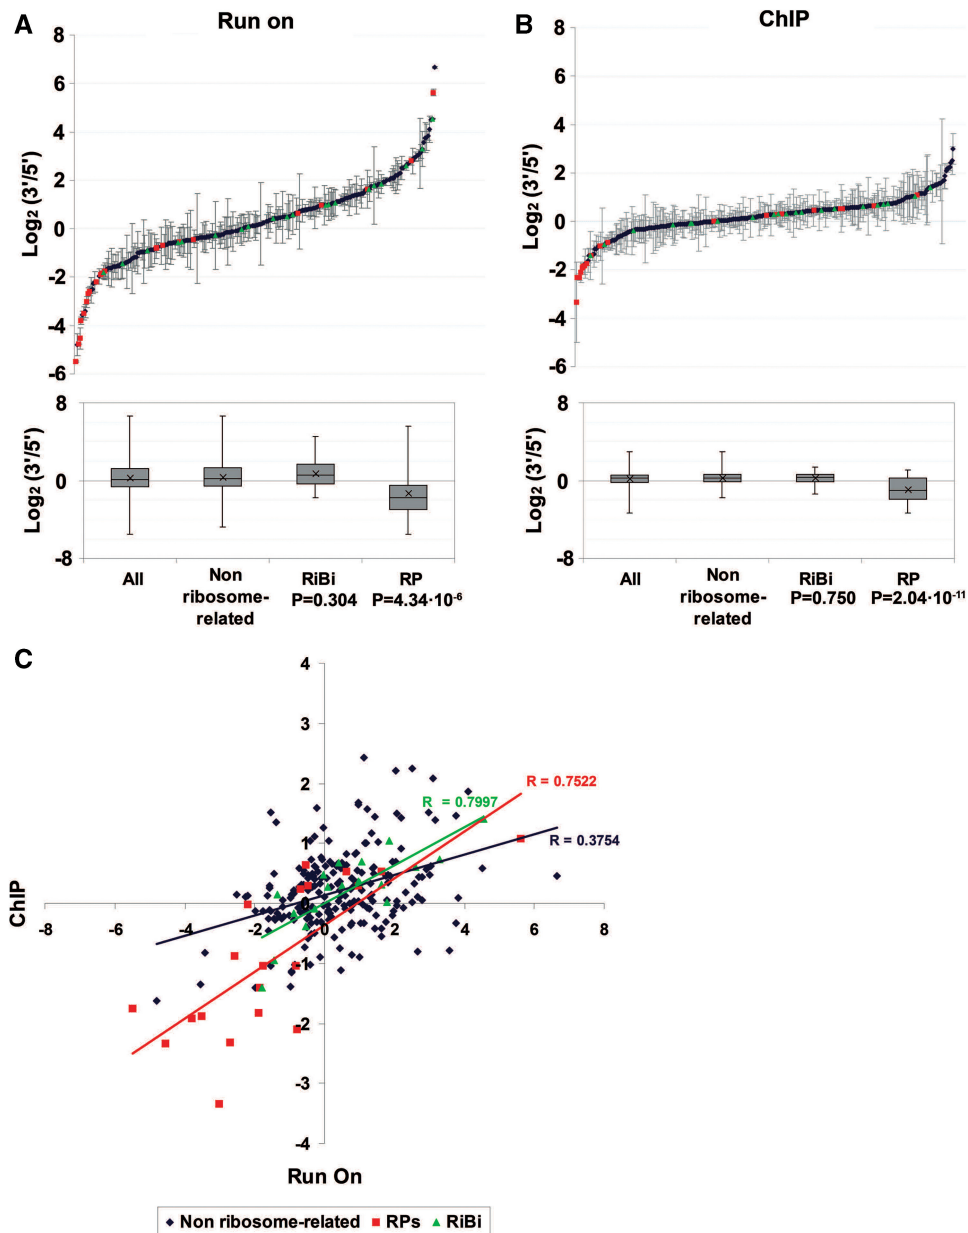 A
Run on
8
6
4
2
0
-2
-4
-6
Log2 (3'/5')
8
0
-8
Log2 (3'/5')
All
Non ribosome-related
RiBi
P=0.304
RP
P=4.34·10-6
B
ChIP
8
6
4
2
0
-2
-4
-6
Log2 (3'/5')
8
0
-8
Log2 (3'/5')
All
Non ribosome-related
RiBi
P=0.750
RP
P=2.04·10-11
C
4
3
2
1
0
-1
-2
-3
-4
ChIP
-8 -6 -4 -2 0 2 4 6 8
R = 0.7522
R = 0.7997
R = 0.3754
Run On
Non ribosome-related RPs RiBi